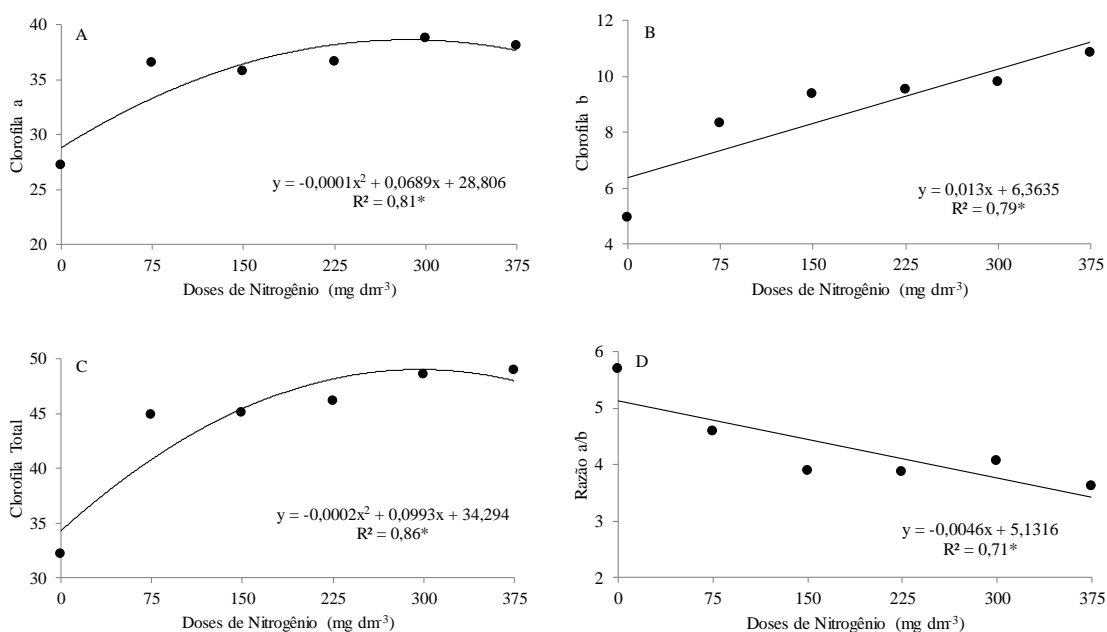 A
Clorofila a
40
35
30
25
20
y = -0,0001x² + 0,0689x + 28,806
R² = 0,81*
0 75 150 225 300 375
Doses de Nitrogênio (mg dm⁻³)
B
Clorofila b
12
10
8
6
4
y = 0,013x + 6,3635
R² = 0,79*
0 75 150 225 300 375
Doses de Nitrogênio (mg dm⁻³)
C
Clorofila Total
50
45
40
35
30
y = -0,0002x² + 0,0993x + 34,294
R² = 0,86*
0 75 150 225 300 375
Doses de Nitrogênio (mg dm⁻³)
D
Razão a/b
6
5
4
3
2
y = -0,0046x + 5,1316
R² = 0,71*
0 75 150 225 300 375
Doses de Nitrogênio (mg dm⁻³)